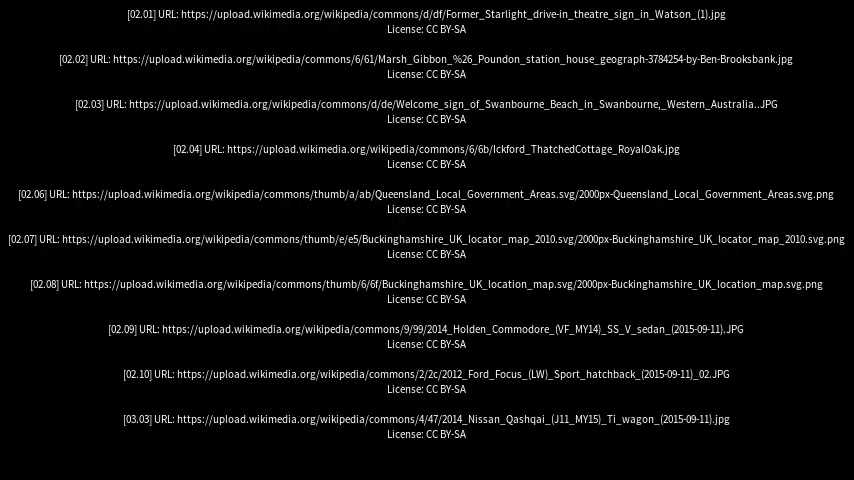 [02.01] URL: https://upload.wikimedia.org/wikipedia/commons/d/df/Former_Starlight_drive-in_theatre_sign_in_Watson_(1).jpg
License: CC BY-SA
[02.02] URL: https://upload.wikimedia.org/wikipedia/commons/6/61/Marsh_Gibbon_%26_Poundon_station_house_geograph-3784254-by-Ben-Brooksbank.jpg
License: CC BY-SA
[02.03] URL: https://upload.wikimedia.org/wikipedia/commons/d/de/Welcome_sign_of_Swanbourne_Beach_in_Swanbourne,_Western_Australia..JPG
License: CC BY-SA
[02.04] URL: https://upload.wikimedia.org/wikipedia/commons/6/6b/Ickford_ThatchedCottage_RoyalOak.jpg
License: CC BY-SA
[02.06] URL: https://upload.wikimedia.org/wikipedia/commons/thumb/a/ab/Queensland_Local_Government_Areas.svg/2000px-Queensland_Local_Government_Areas.svg.png
License: CC BY-SA
[02.07] URL: https://upload.wikimedia.org/wikipedia/commons/thumb/e/e5/Buckinghamshire_UK_locator_map_2010.svg/2000px-Buckinghamshire_UK_locator_map_2010.svg.png
License: CC BY-SA
[02.08] URL: https://upload.wikimedia.org/wikipedia/commons/thumb/6/6f/Buckinghamshire_UK_location_map.svg/2000px-Buckinghamshire_UK_location_map.svg.png
License: CC BY-SA
[02.09] URL: https://upload.wikimedia.org/wikipedia/commons/9/99/2014_Holden_Commodore_(VF_MY14)_SS_V_sedan_(2015-09-11).JPG
License: CC BY-SA
[02.10] URL: https://upload.wikimedia.org/wikipedia/commons/2/2c/2012_Ford_Focus_(LW)_Sport_hatchback_(2015-09-11)_02.JPG
License: CC BY-SA
[03.03] URL: https://upload.wikimedia.org/wikipedia/commons/4/47/2014_Nissan_Qashqai_(J11_MY15)_Ti_wagon_(2015-09-11).jpg
License: CC BY-SA